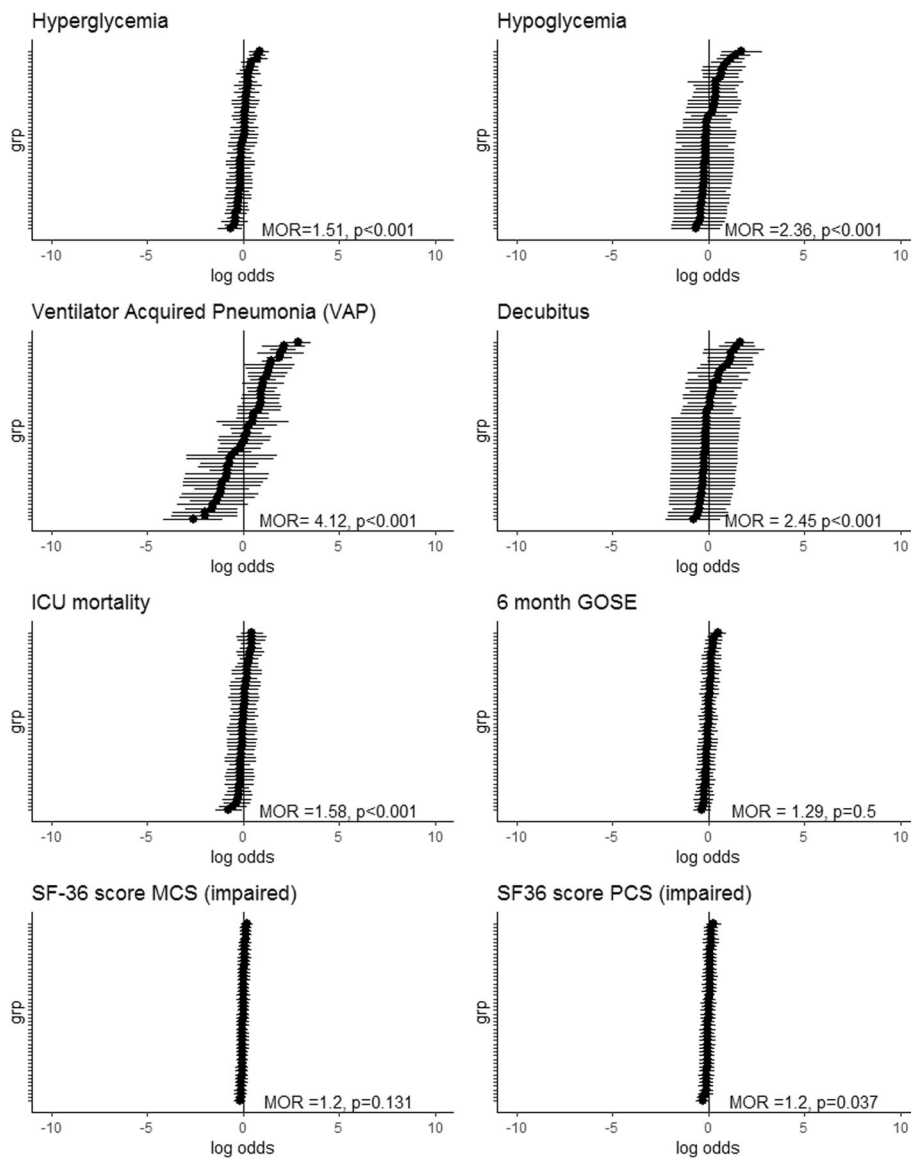 Hyperglycemia
grp
MOR=1.51, p<0.001
-10 -5 0 5 10
log odds
Hypoglycemia
grp
MOR =2.36, p<0.001
-10 -5 0 5 10
log odds
Ventilator Acquired Pneumonia (VAP)
grp
MOR= 4.12, p<0.001
-10 -5 0 5 10
log odds
Decubitus
grp
MOR = 2.45 p<0.001
-10 -5 0 5 10
log odds
ICU mortality
grp
MOR =1.58, p<0.001
-10 -5 0 5 10
log odds
6 month GOSE
grp
MOR = 1.29, p=0.5
-10 -5 0 5 10
log odds
SF-36 score MCS (impaired)
grp
MOR =1.2, p=0.131
-10 -5 0 5 10
log odds
SF36 score PCS (impaired)
grp
MOR =1.2, p=0.037
-10 -5 0 5 10
log odds